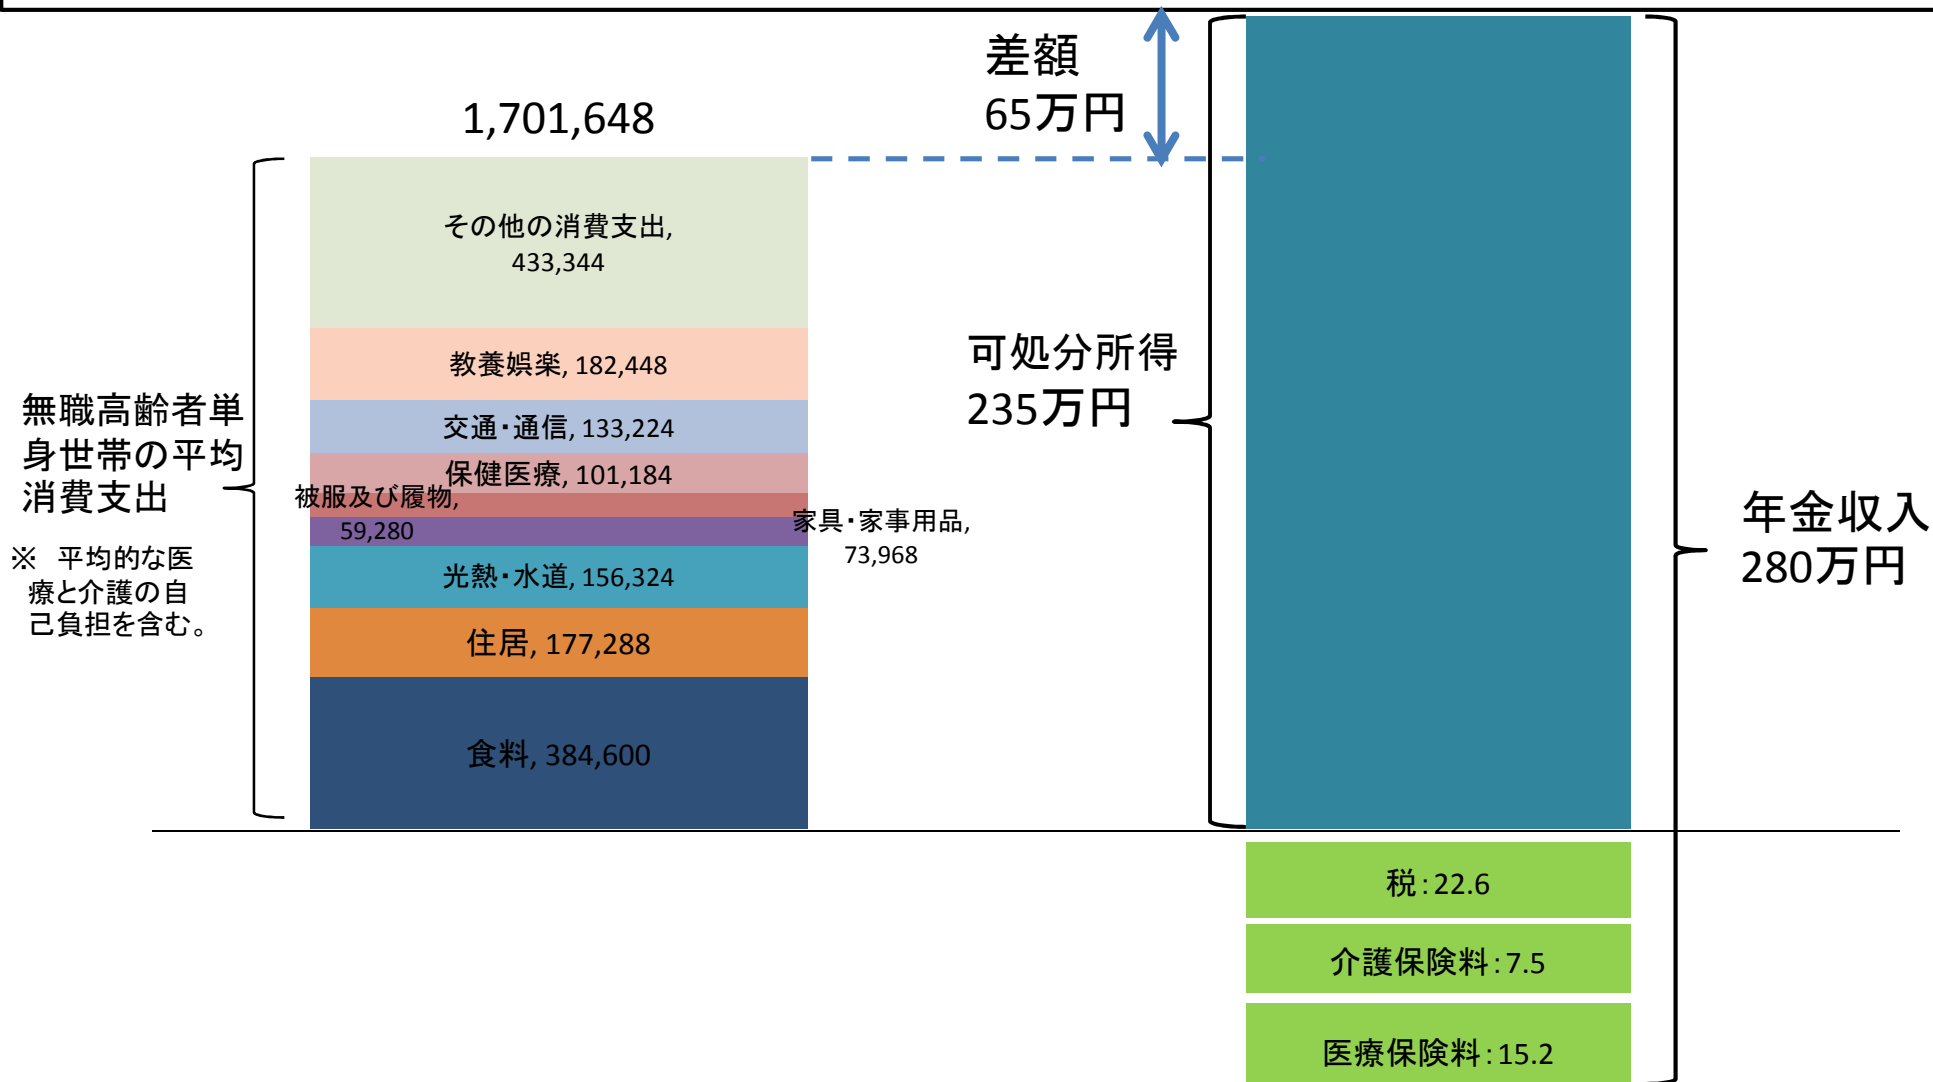 差額
65万円
1,701,648
その他の消費支出,
433,344
教養娯楽, 182,448
交通・通信, 133,224
保健医療, 101,184
被服及び履物,
59,280
家具・家事用品,
73,968
光熱・水道, 156,324
住居, 177,288
食料, 384,600
無職高齢者単
身世帯の平均
消費支出
※ 平均的な医
療と介護の自
己負担を含む。
可処分所得
235万円
年金収入
280万円
税:22.6
介護保険料:7.5
医療保険料:15.2